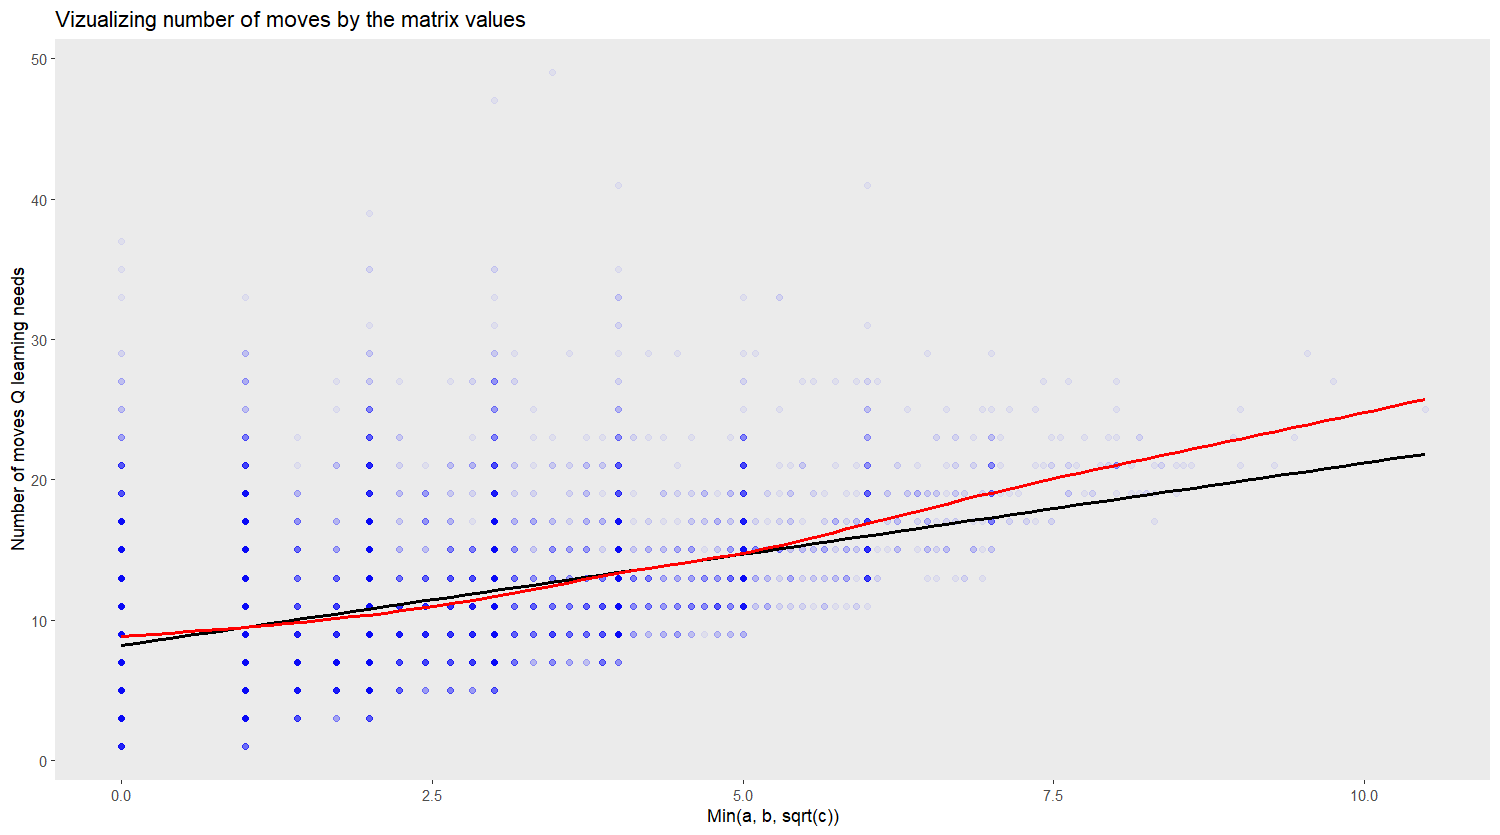 Vizualizing number of moves by the matrix values
Number of moves Q learning needs
50
40
30
20
10
0
0.0 2.5 5.0 7.5 10.0
Min(a, b, sqrt(c))